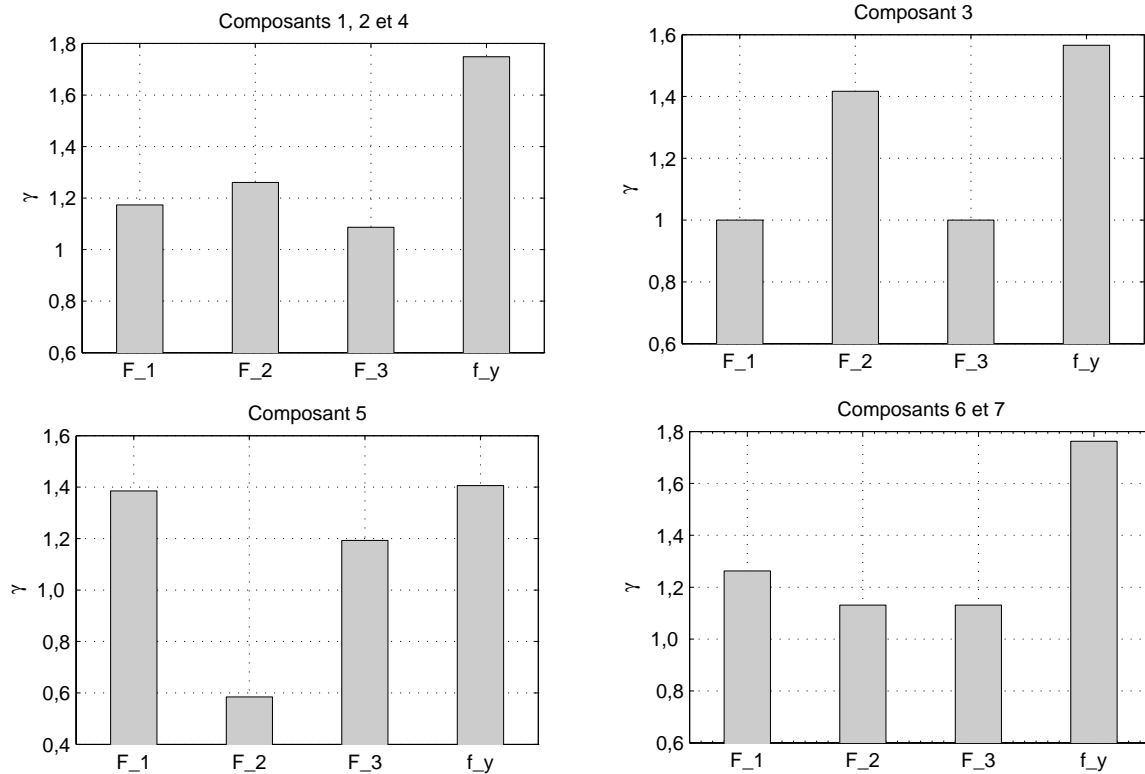 Composants 1, 2 et 4
1,8
1,6
1,4
1,2
1
0,8
0,6
γ
F_1 F_2 F_3 f_y
Composant 3
1,6
1,4
1,2
1
0,8
0,6
γ
F_1 F_2 F_3 f_y
Composant 5
1,6
1,4
1,2
1,0
0,8
0,6
0,4
γ
F_1 F_2 F_3 f_y
Composants 6 et 7
1,8
1,6
1,4
1,2
1,0
0,8
0,6
γ
F_1 F_2 F_3 f_y